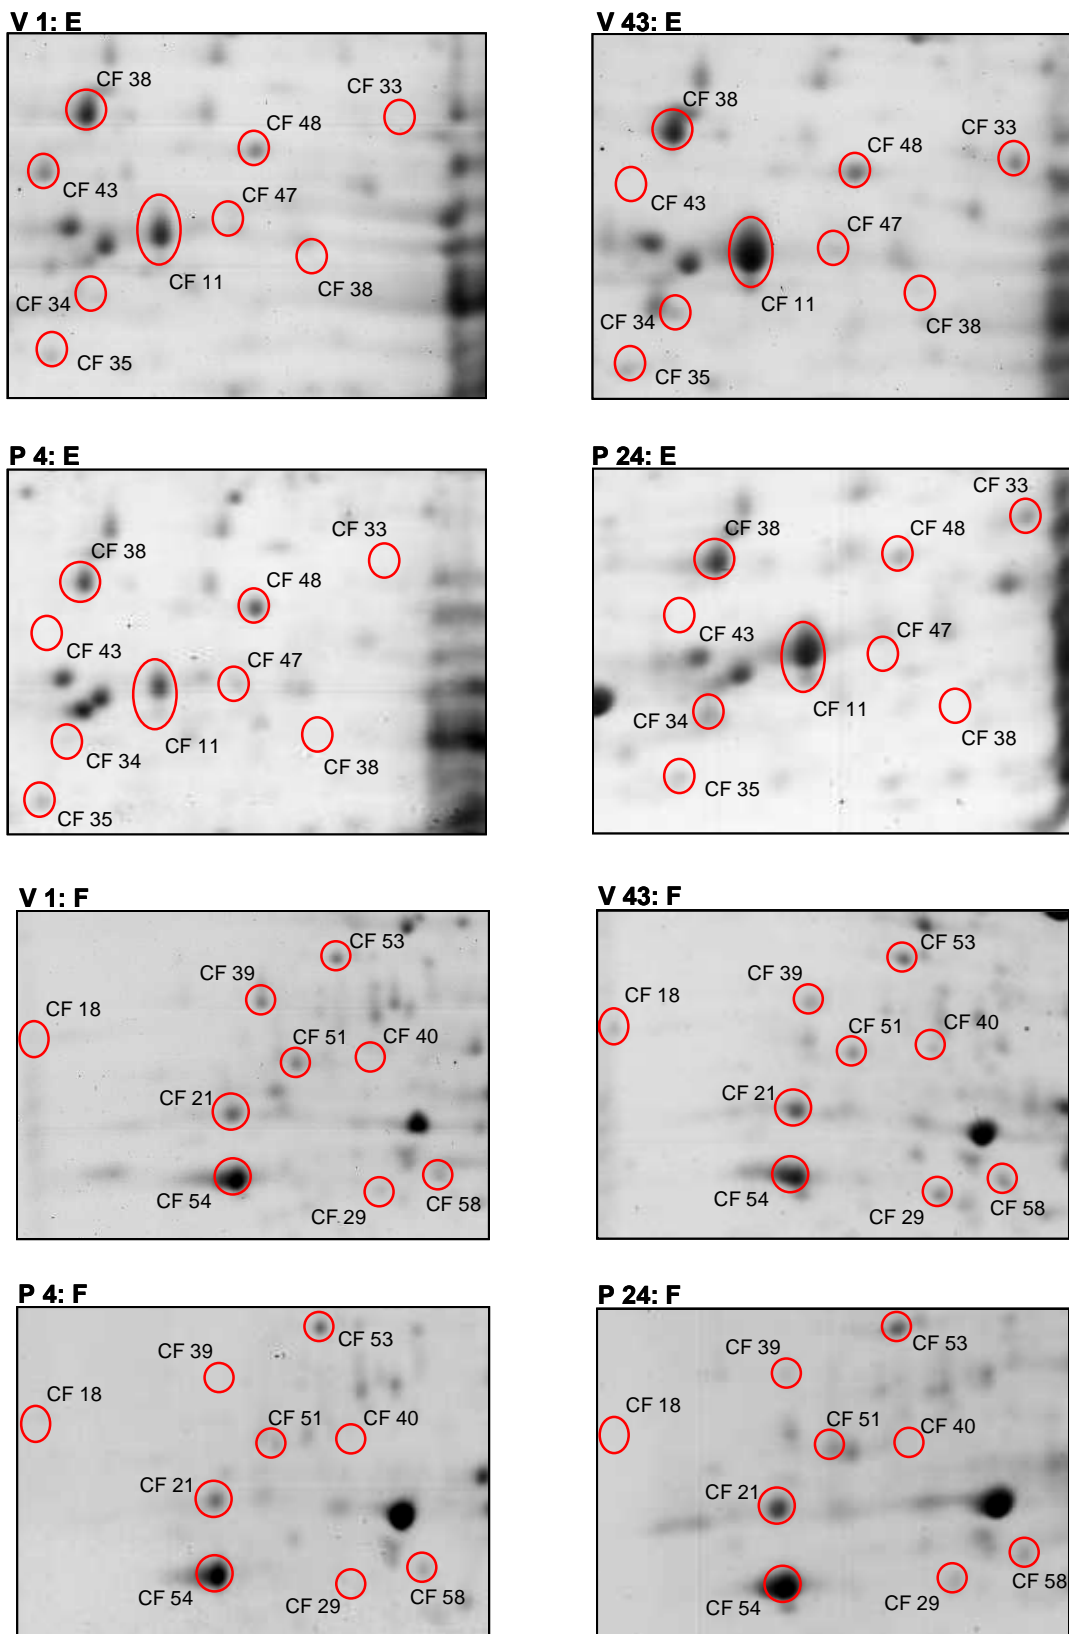 V 1: E
CF 38
CF 33
CF 48
CF 43
CF 47
CF 11
CF 38
CF 34
CF 35
V 43: E
CF 38
CF 33
CF 48
CF 43
CF 47
CF 11
CF 34
CF 38
CF 35
P 4: E
CF 33
CF 38
CF 48
CF 43
CF 47
CF 34
CF 11
CF 38
CF 35
P 24: E
CF 33
CF 38
CF 48
CF 43
CF 47
CF 34
CF 11
CF 38
CF 35
V 1: F
CF 53
CF 39
CF 18
CF 51
CF 40
CF 21
CF 54
CF 29
CF 58
V 43: F
CF 53
CF 39
CF 18
CF 51
CF 40
CF 21
CF 54
CF 29
CF 58
P 4: F
CF 53
CF 39
CF 18
CF 51
CF 40
CF 21
CF 54
CF 29
CF 58
P 24: F
CF 53
CF 39
CF 18
CF 51
CF 40
CF 21
CF 54
CF 29
CF 58